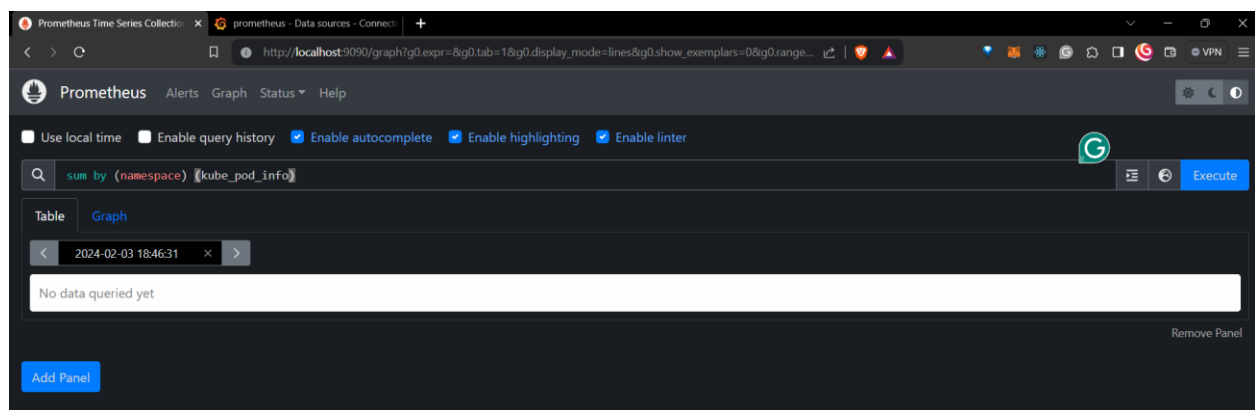 Prometheus Time Series Collectio
prometheus - Data sources - Connecti
http://localhost:9090/graph?g0.expr=&g0.tab=1&g0.display_mode=lines&g0.show_exemplars=0&g0.range...
VPN
Prometheus Alerts Graph Status Help
Use local time Enable query history Enable autocomplete Enable highlighting Enable linter
sum by (namespace) (kube_pod_info)
Execute
Table Graph
2024-02-03 18:46:31
No data queried yet
Remove Panel
Add Panel